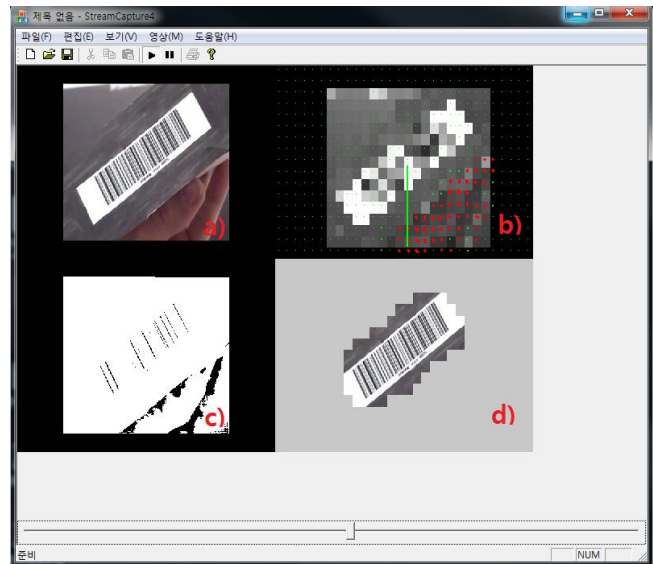 제목 없음 - StreamCapture4
파일(F) 편집(E) 보기(V) 영상(M) 도움말(H)
a)
b)
c)
d)
준비
NUM